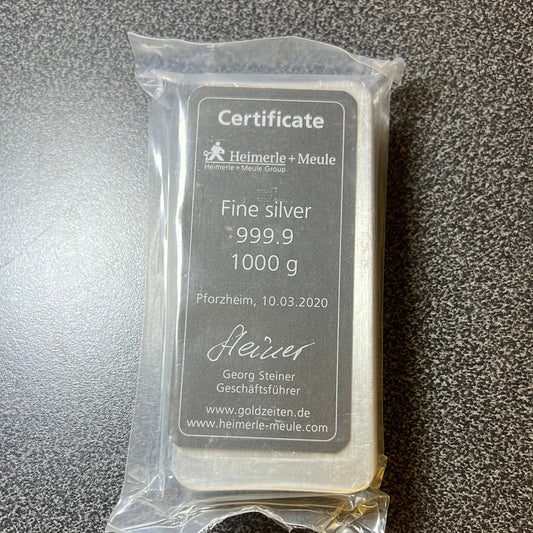 Certificate
Heimerle + Meule
Heimerle + Meule Group
Fine silver
999.9
1000 g
Pforzheim, 10.03.2020
Steiner
Georg Steiner
Geschäftsführer
www.goldzeiten.de
www.heimerle-meule.com